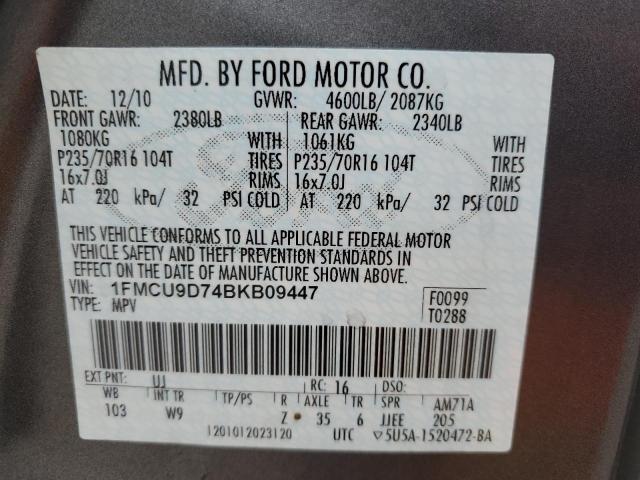 MFD. BY FORD MOTOR CO.
DATE: 12/10 GVWR: 4600LB/ 2087KG
FRONT GAWR: 2380LB REAR GAWR: 2340LB
1080KG WITH 1061KG WITH
P235/70R16 104T TIRES P235/70R16 104T TIRES
16x7.0J RIMS 16x7.0J RIMS
AT 220 kPa/ 32 PSI COLD AT 220 kPa/ 32 PSI COLD
THIS VEHICLE CONFORMS TO ALL APPLICABLE FEDERAL MOTOR
VEHICLE SAFETY AND THEFT PREVENTION STANDARDS IN
EFFECT ON THE DATE OF MANUFACTURE SHOWN ABOVE.
VIN: 1FMCU9D74BKB09447 F0099
TYPE: MPV T0288
EXT PNT: UJ RC: 16 DSO:
WB INT TR TP/PS R AXLE TR SPR AM71A
103 W9 Z 35 6 JJEE 205
1201012023120 UTC 5U5A-1520472-BA